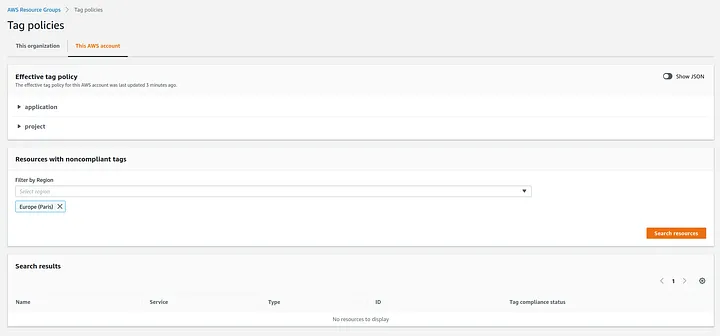 AWS Resource Groups > Tag policies
Tag policies
This organization This AWS account
Effective tag policy
The effective tag policy for this AWS account was last updated 3 minutes ago.
Show JSON
application
project
Resources with noncompliant tags
Filter by Region
Select region
Europe (Paris)
Search resources
Search results
1
Name Service Type ID Tag compliance status
No resources to display